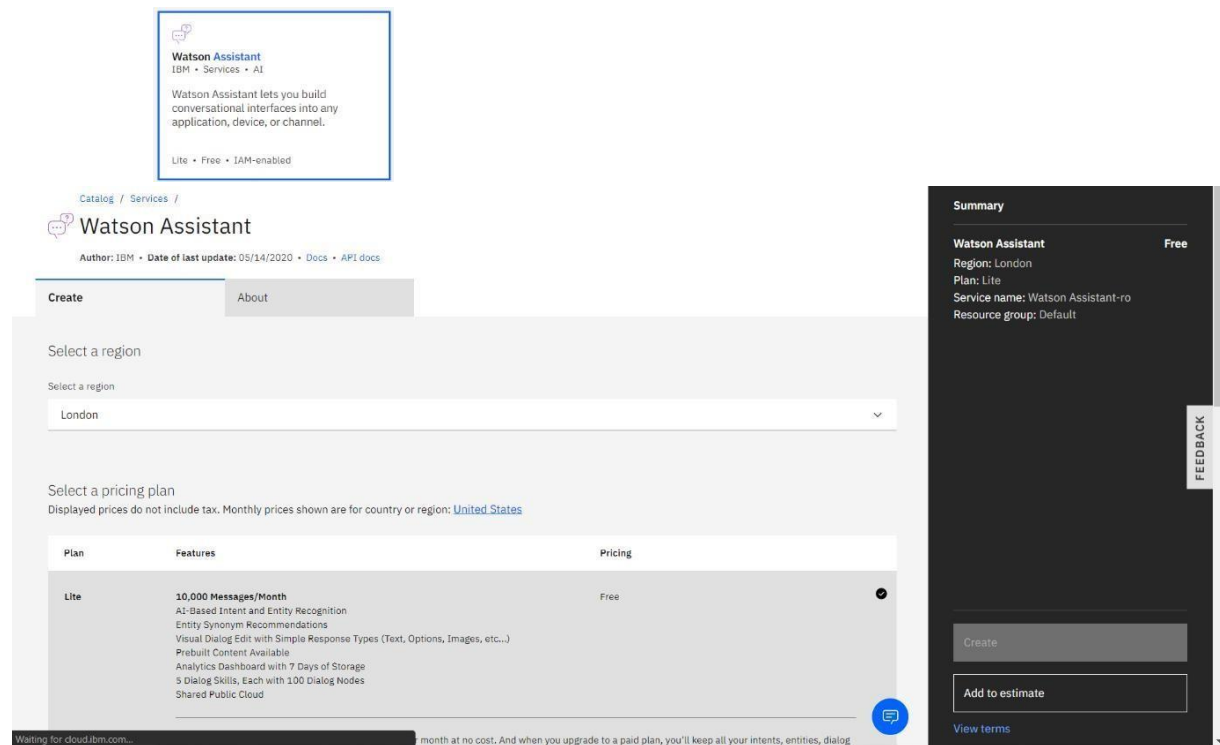 Watson Assistant
IBM • Services • AI
Watson Assistant lets you build
conversational interfaces into any
application, device, or channel.
Lite • Free • IAM-enabled
Catalog / Services /
Watson Assistant
Author: IBM • Date of last update: 05/14/2020 • Docs • API docs
Create
About
Select a region
Select a region
London
Select a pricing plan
Displayed prices do not include tax. Monthly prices shown are for country or region: United States
Plan
Features
Pricing
Lite
10,000 Messages/Month
Free
AI-Based Intent and Entity Recognition
Entity Synonym Recommendations
Visual Dialog Edit with Simple Response Types (Text, Options, Images, etc...)
Prebuilt Content Available
Analytics Dashboard with 7 Days of Storage
5 Dialog Skills, Each with 100 Dialog Nodes
Shared Public Cloud
month at no cost. And when you upgrade to a paid plan, you'll keep all your intents, entities, dialog
Waiting for cloud.ibm.com...
Summary
Watson Assistant
Free
Region: London
Plan: Lite
Service name: Watson Assistant-ro
Resource group: Default
FEEDBACK
Create
Add to estimate
View terms